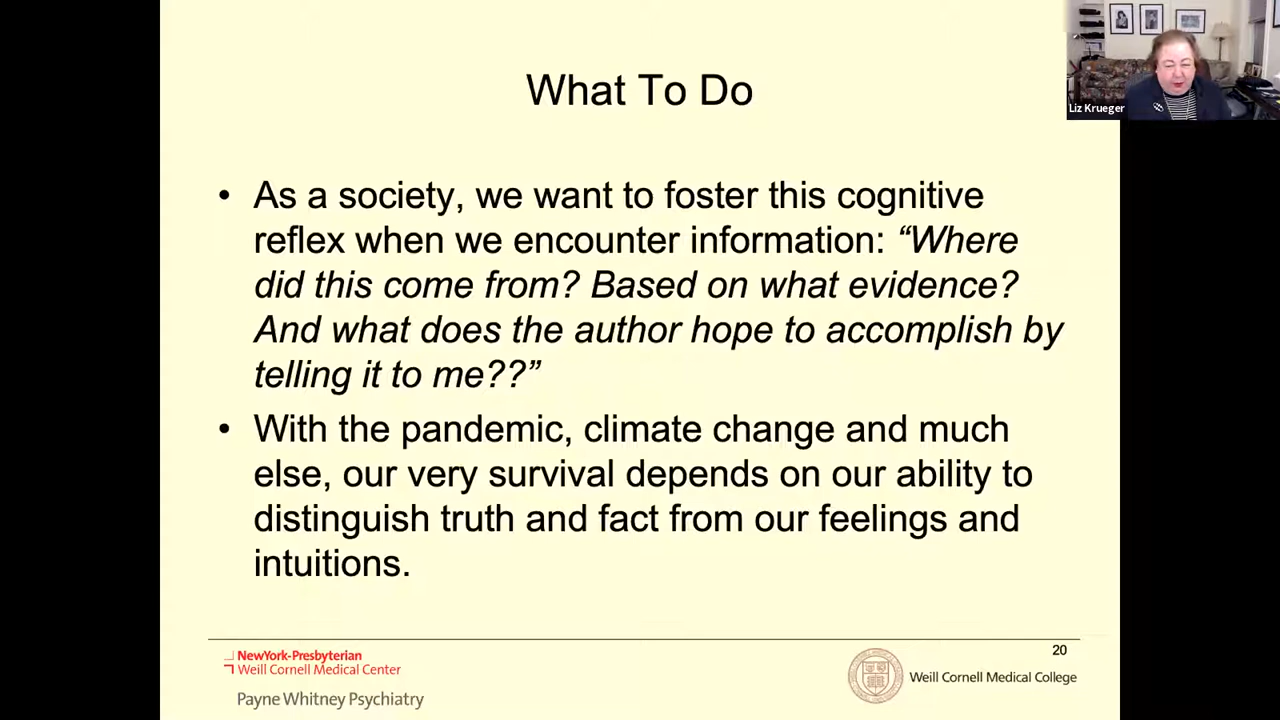 What To Do
Liz Krueger
• As a society, we want to foster this cognitive
reflex when we encounter information: “Where
did this come from? Based on what evidence?
And what does the author hope to accomplish by
telling it to me??”
• With the pandemic, climate change and much
else, our very survival depends on our ability to
distinguish truth and fact from our feelings and
intuitions.
NewYork-Presbyterian
Weill Cornell Medical Center
Payne Whitney Psychiatry
20
Weill Cornell Medical College